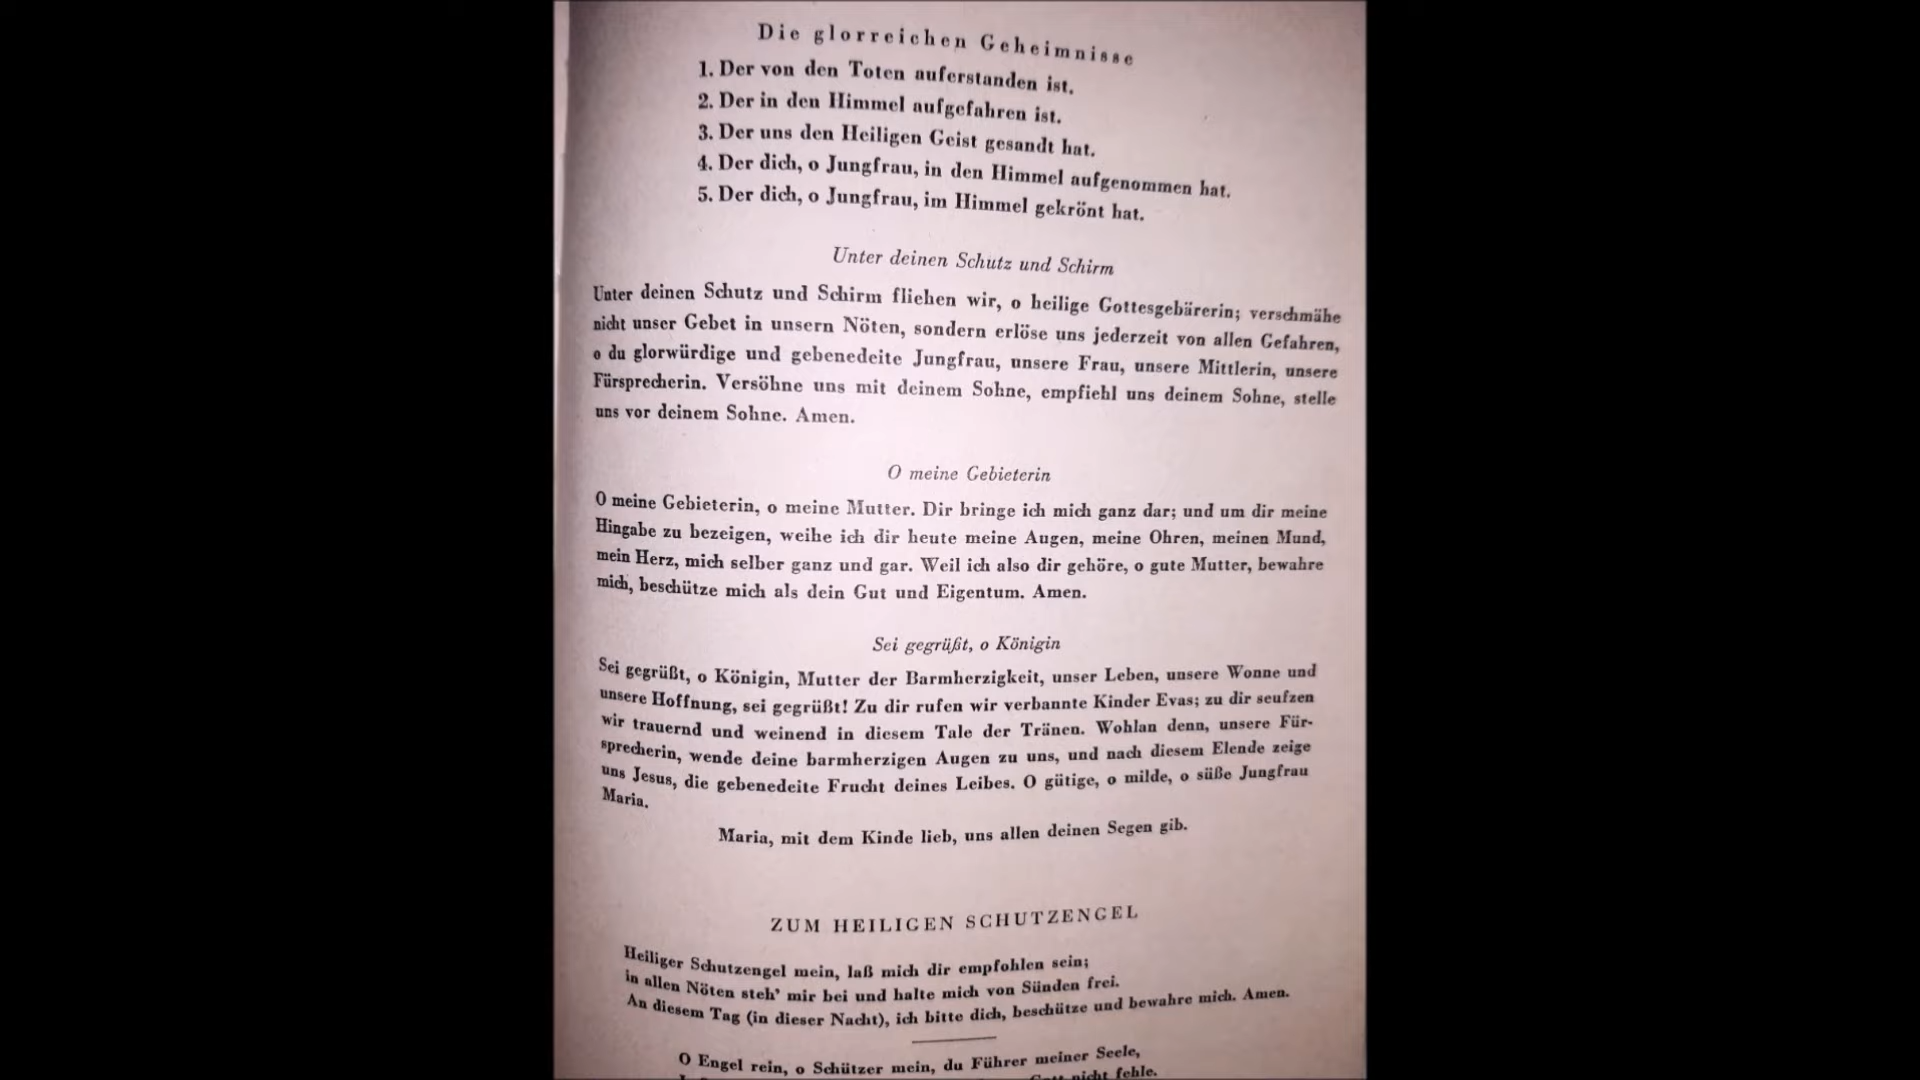 Die glorreichen Geheimnisse
1. Der von den Toten auferstanden ist.
2. Der in den Himmel aufgefahren ist.
3. Der uns den Heiligen Geist gesandt hat.
4. Der dich, o Jungfrau, in den Himmel aufgenommen hat.
5. Der dich, o Jungfrau, im Himmel gekrönt hat.
Unter deinen Schutz und Schirm
Unter deinen Schutz und Schirm fliehen wir, o heilige Gottesgebärerin; verschmähe
nicht unser Gebet in unsern Nöten, sondern erlöse uns jederzeit von allen Gefahren,
o du glorwürdige und gebenedeite Jungfrau, unsere Frau, unsere Mittlerin, unsere
Fürsprecherin. Versöhne uns mit deinem Sohne, empfiehl uns deinem Sohne, stelle
uns vor deinem Sohne. Amen.
O meine Gebieterin
O meine Gebieterin, o meine Mutter. Dir bringe ich mich ganz dar; und um dir meine
Hingabe zu bezeigen, weihe ich dir heute meine Augen, meine Ohren, meinen Mund,
mein Herz, mich selber ganz und gar. Weil ich also dir gehöre, o gute Mutter, bewahre
mich, beschütze mich als dein Gut und Eigentum. Amen.
Sei gegrüßt, o Königin
Sei gegrüßt, o Königin, Mutter der Barmherzigkeit, unser Leben, unsere Wonne und
unsere Hoffnung, sei gegrüßt! Zu dir rufen wir verbannte Kinder Evas; zu dir seufzen
wir trauernd und weinend in diesem Tale der Tränen. Wohlan denn, unsere Für-
sprecherin, wende deine barmherzigen Augen zu uns, und nach diesem Elende zeige
uns Jesus, die gebenedeite Frucht deines Leibes. O gütige, o milde, o süße Jungfrau
Maria.
Maria, mit dem Kinde lieb, uns allen deinen Segen gib.
ZUM HEILIGEN SCHUTZENGEL
Heiliger Schutzengel mein, laß mich dir empfohlen sein;
in allen Nöten steh' mir bei und halte mich von Sünden frei.
An diesem Tag (in dieser Nacht), ich bitte dich, beschütze und bewahre mich. Amen.
O Engel rein, o Schützer mein, du Führer meiner Seele,
nicht fehle.